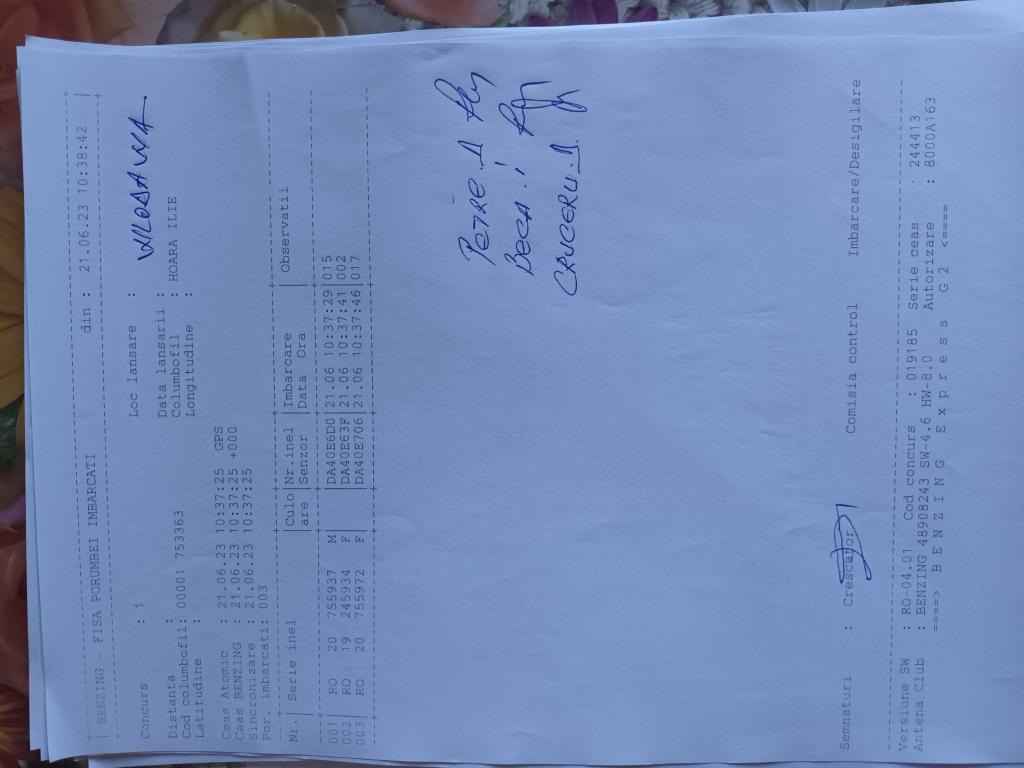 BENZING - FISA PORUMBEI IMBARCATI din : 21.06.23 10:38:42
Concurs : 1 Loc lansare : WLOSAWA
Distanta : Data lansarii :
Cod columbofil: 00001 753363 Columbofil : HOARA ILIE
Latitudine : Longitudine :
Ceas Atomic : 21.06.23 10:37:25 GPS
Ceas BENZING : 21.06.23 10:37:25 +000
Sincronizare : 21.06.23 10:37:25
Por. imbarcati: 003
Nr.| Serie inel |Culo|Nr.inel |Imbarcare |Observatii
|are |Senzor |Data Ora |
001| RO 20 755937 M | |DA40E6D0|21.06 10:37:29|015
002| RO 19 245934 F | |DA40E63F|21.06 10:37:41|002
003| RO 20 755972 F | |DA40E706|21.06 10:37:46|017
PETRE .D
BECA .I
CRUCERU .D
Semnaturi : Crescator Comisia control Imbarcare/Desigilare
Versiune SW : RO-04.01 Cod concurs : 019185 Serie ceas : 244413
Antena Club : BENZING 48908243 SW-4.6 HW-8.0 Autorizare : 8000A163
====> B E N Z I N G E x p r e s s G 2 <====